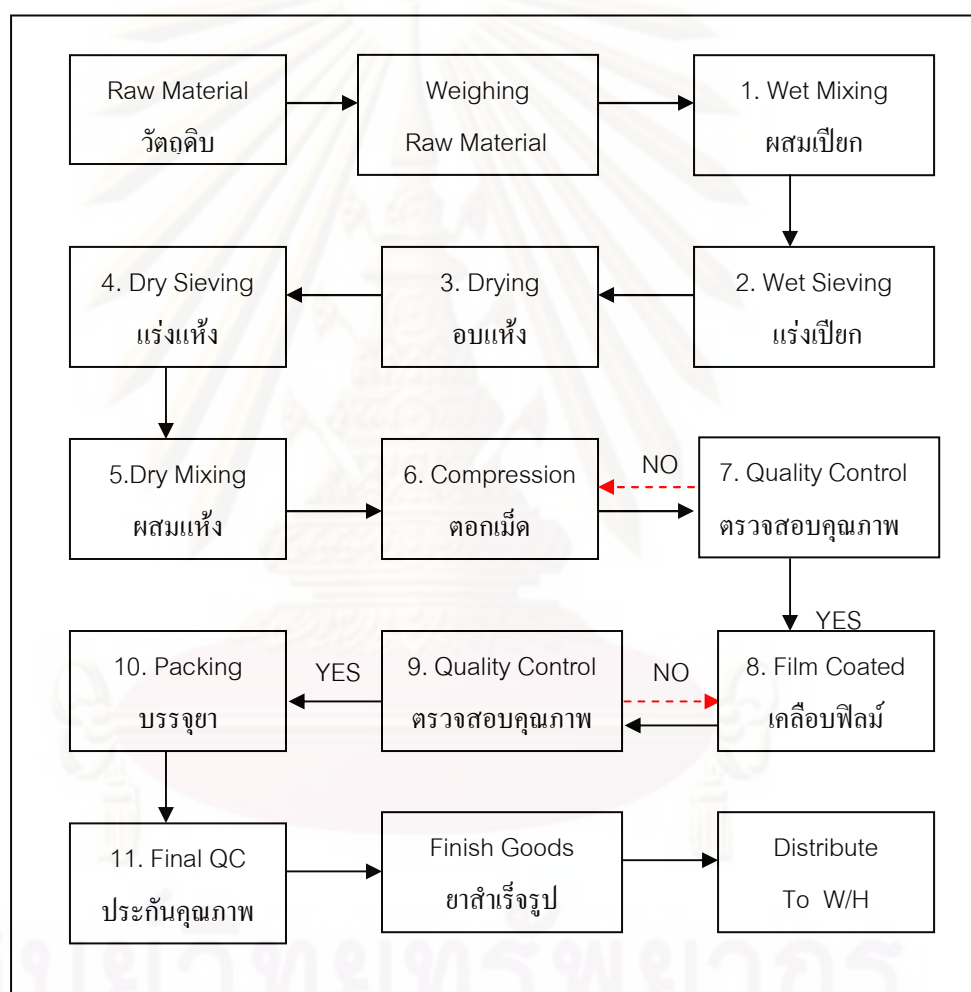 Raw Material
วัตถุดิบ
Weighing
Raw Material
1. Wet Mixing
ผสมเปียก
4. Dry Sieving
แร่งแห้ง
3. Drying
อบแห้ง
2. Wet Sieving
แร่งเปียก
5.Dry Mixing
ผสมแห้ง
6. Compression
ตอกเม็ด
NO
7. Quality Control
ตรวจสอบคุณภาพ
YES
10. Packing
บรรจุยา
YES
9. Quality Control
ตรวจสอบคุณภาพ
NO
8. Film Coated
เคลือบฟิลม์
11. Final QC
ประกันคุณภาพ
Finish Goods
ยาสำเร็จรูป
Distribute
To W/H